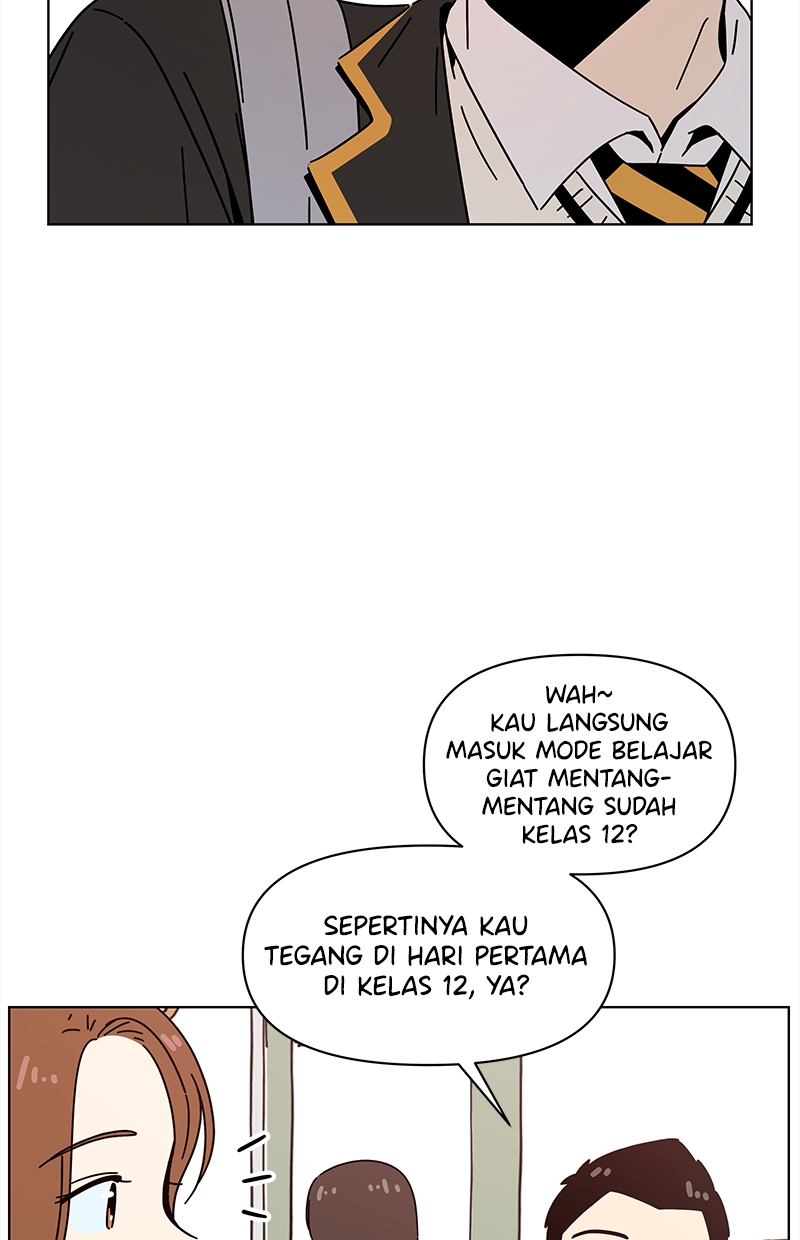 WAH~
KAU LANGSUNG
MASUK MODE BELAJAR
GIAT MENTANG-
MENTANG SUDAH
KELAS 12?
SEPERTINYA KAU
TEGANG DI HARI PERTAMA
DI KELAS 12, YA?